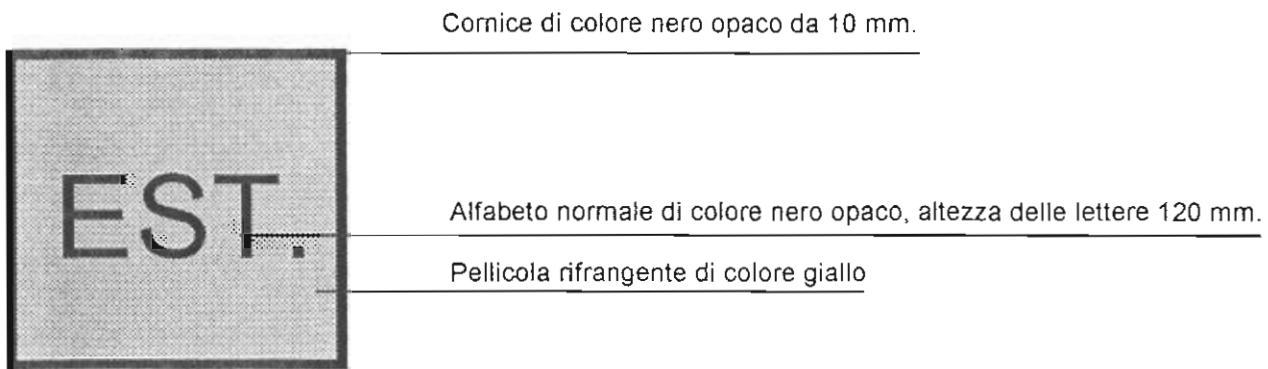 Cornice di colore nero opaco da 10 mm.
EST.
Alfabeto normale di colore nero opaco, altezza delle lettere 120 mm.
Pellicola rifrangente di colore giallo